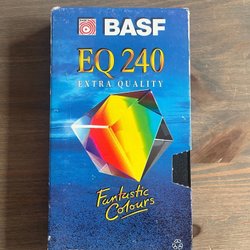 BASF
EQ 240
EXTRA QUALITY
Fantastic
Colours